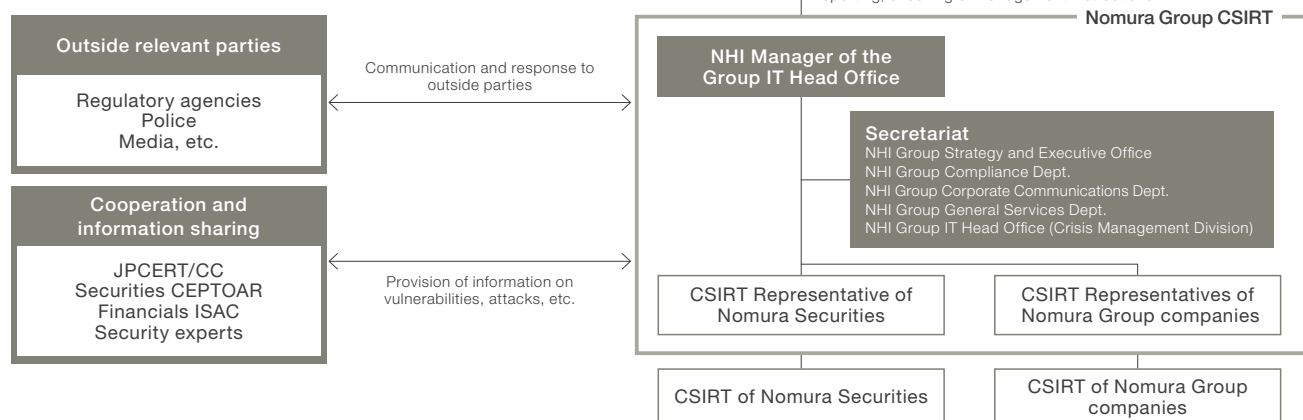 Nomura Group CSIRT
Outside relevant parties
Regulatory agencies
Police
Media, etc.
Communication and response to
outside parties
NHI Manager of the
Group IT Head Office
Secretariat
NHI Group Strategy and Executive Office
NHI Group Compliance Dept.
NHI Group Corporate Communications Dept.
NHI Group General Services Dept.
NHI Group IT Head Office (Crisis Management Division)
Cooperation and
information sharing
JPCERT/CC
Securities CEPTOAR
Financials ISAC
Security experts
Provision of information on
vulnerabilities, attacks, etc.
CSIRT Representative of
Nomura Securities
CSIRT Representatives of
Nomura Group companies
CSIRT of Nomura Securities
CSIRT of Nomura Group
companies